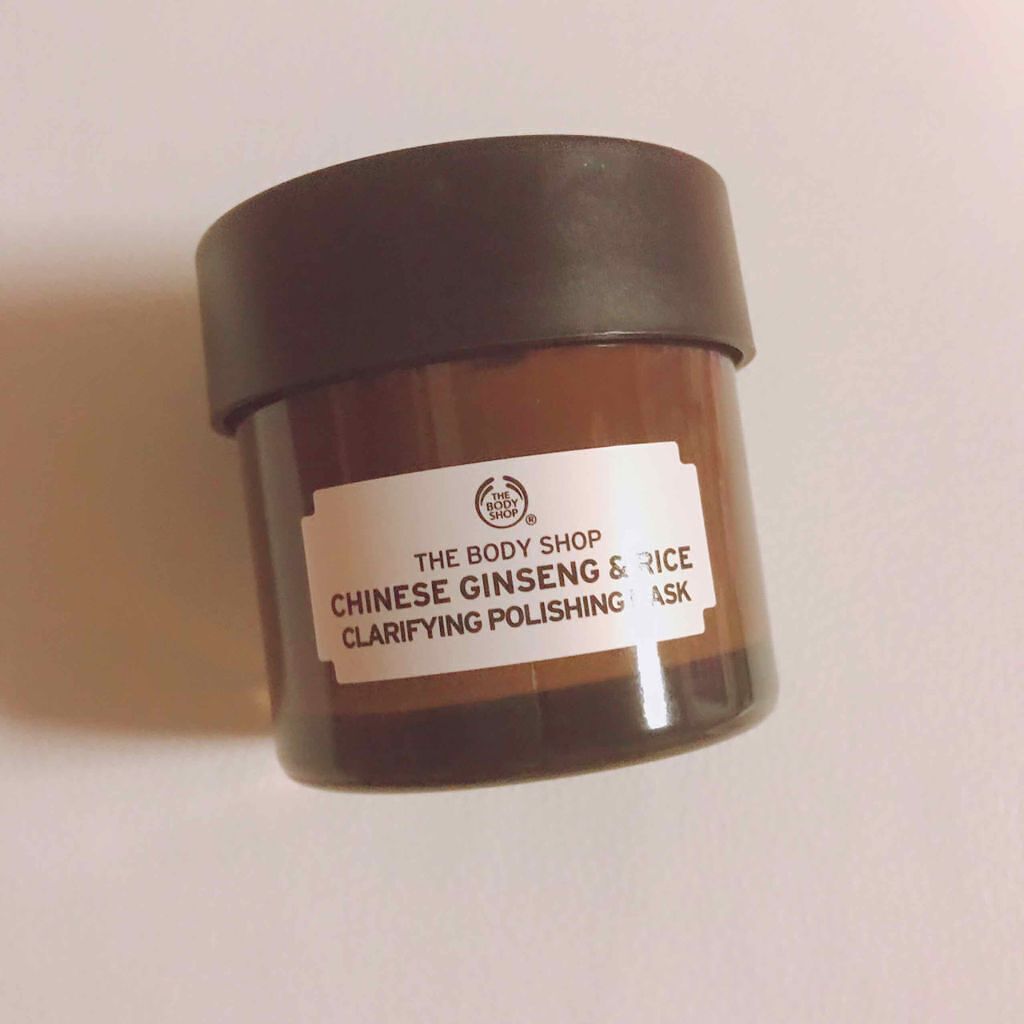 THE
BODY
SHOP
®
THE BODY SHOP
CHINESE GINSENG & RICE
CLARIFYING POLISHING MASK